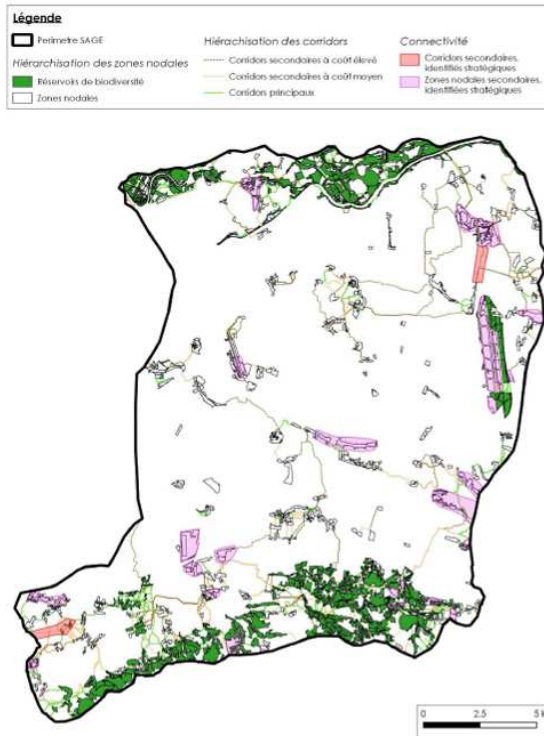 Légende
Perimetre SAGE
Hiérarchisation des zones nodales
Réservoirs de biodiversité
Zones nodales
Hiérachisation des corridors
Corridors secondaires à coût élevé
Corridors secondaires à coût moyen
Corridors principaux
Connectivité
Corridors secondaires,
identifiés stratégiques
Zones nodales secondaires,
identifiées stratégiques
0 2.5 5 k